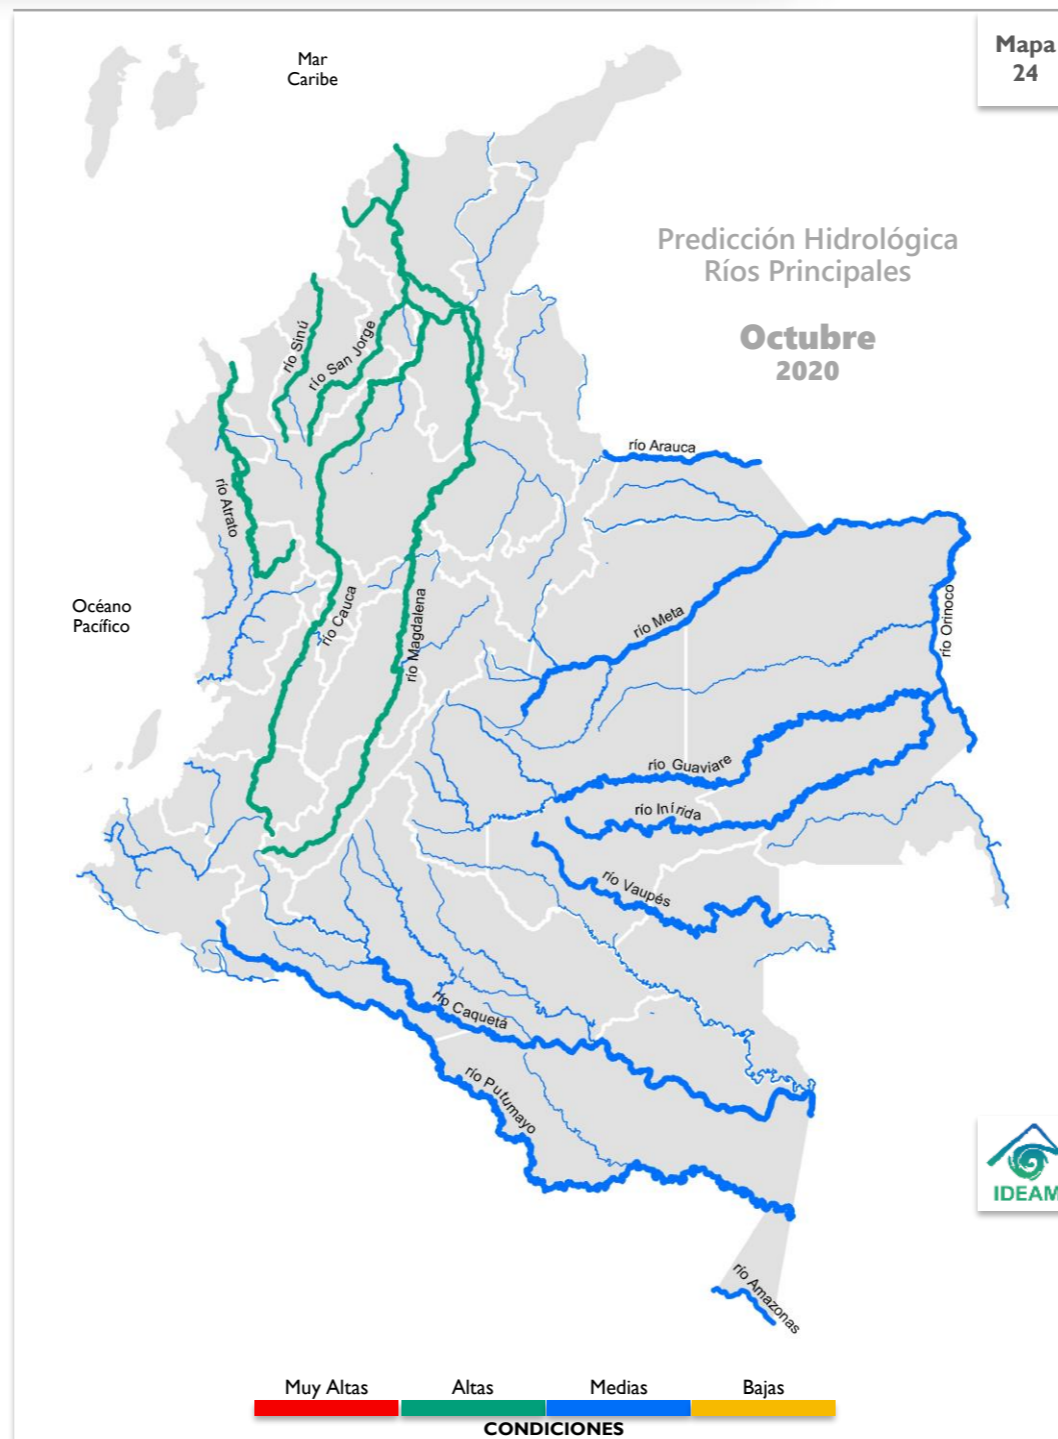 Mapa
24
Mar
Caribe
Predicción Hidrológica
Ríos Principales
Octubre
2020
río Sinú
río San Jorge
río Arauca
río Atrato
río Cauca
río Magdalena
río Meta
río Orinoco
Océano
Pacífico
río Guaviare
río Inírida
río Vaupés
río Caquetá
río Putumayo
IDEAM
río Amazonas
Muy Altas
Altas
Medias
Bajas
CONDICIONES